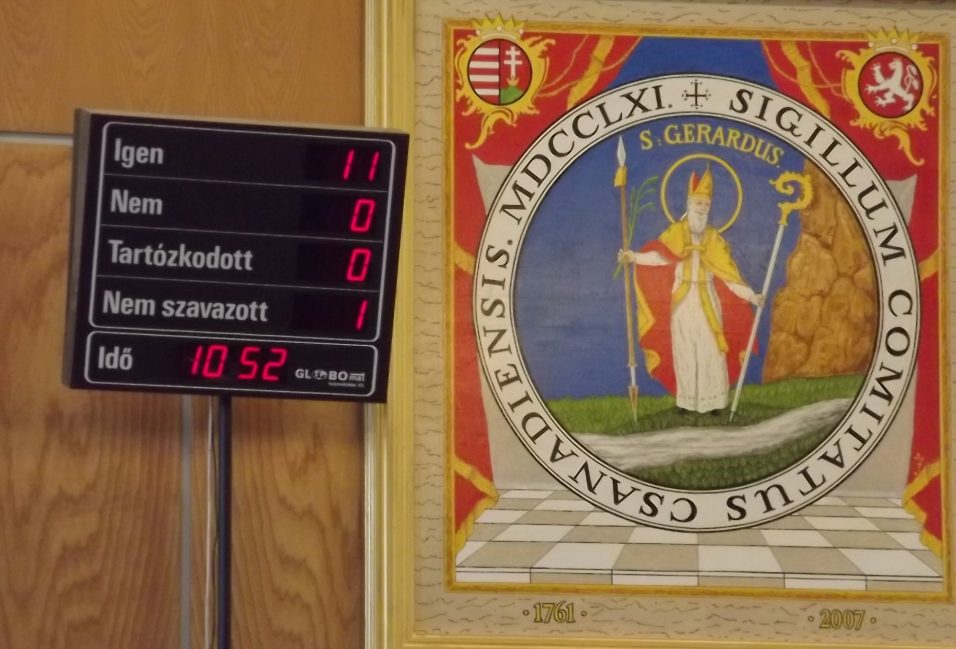 Igen 11
Nem 0
Tartózkodott 0
Nem szavazott 1
Idő 10 52
GLOBO mat
SIGILLUM COMITATUS CSANADIENSIS. MDCCLXI.
S: GERARDUS.
·1761·
·2007·